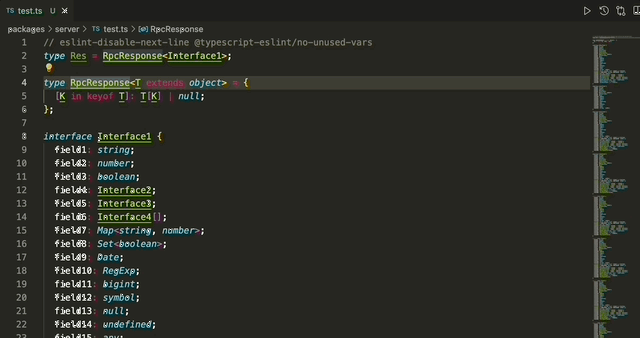 test.ts U
packages > server > test.ts > RpcResponse
1 // eslint-disable-next-line @typescript-eslint/no-unused-vars
2 type Res = RpcResponse<Interface1>;
3
4 type RpcResponse<T extends object> = {
5 [K in keyof T]: T[K] | null;
6 };
7
8 interface Interface1 {
9 field1: string;
10 field2: number;
11 field3: boolean;
12 field4: Interface2;
13 field5: Interface3;
14 field6: Interface4[];
15 field7: Map<string, number>;
16 field8: Set<boolean>;
17 field9: Date;
18 field10: RegExp;
19 field11: bigint;
20 field12: symbol;
21 field13: null;
22 field14: undefined;
23 field15: any;